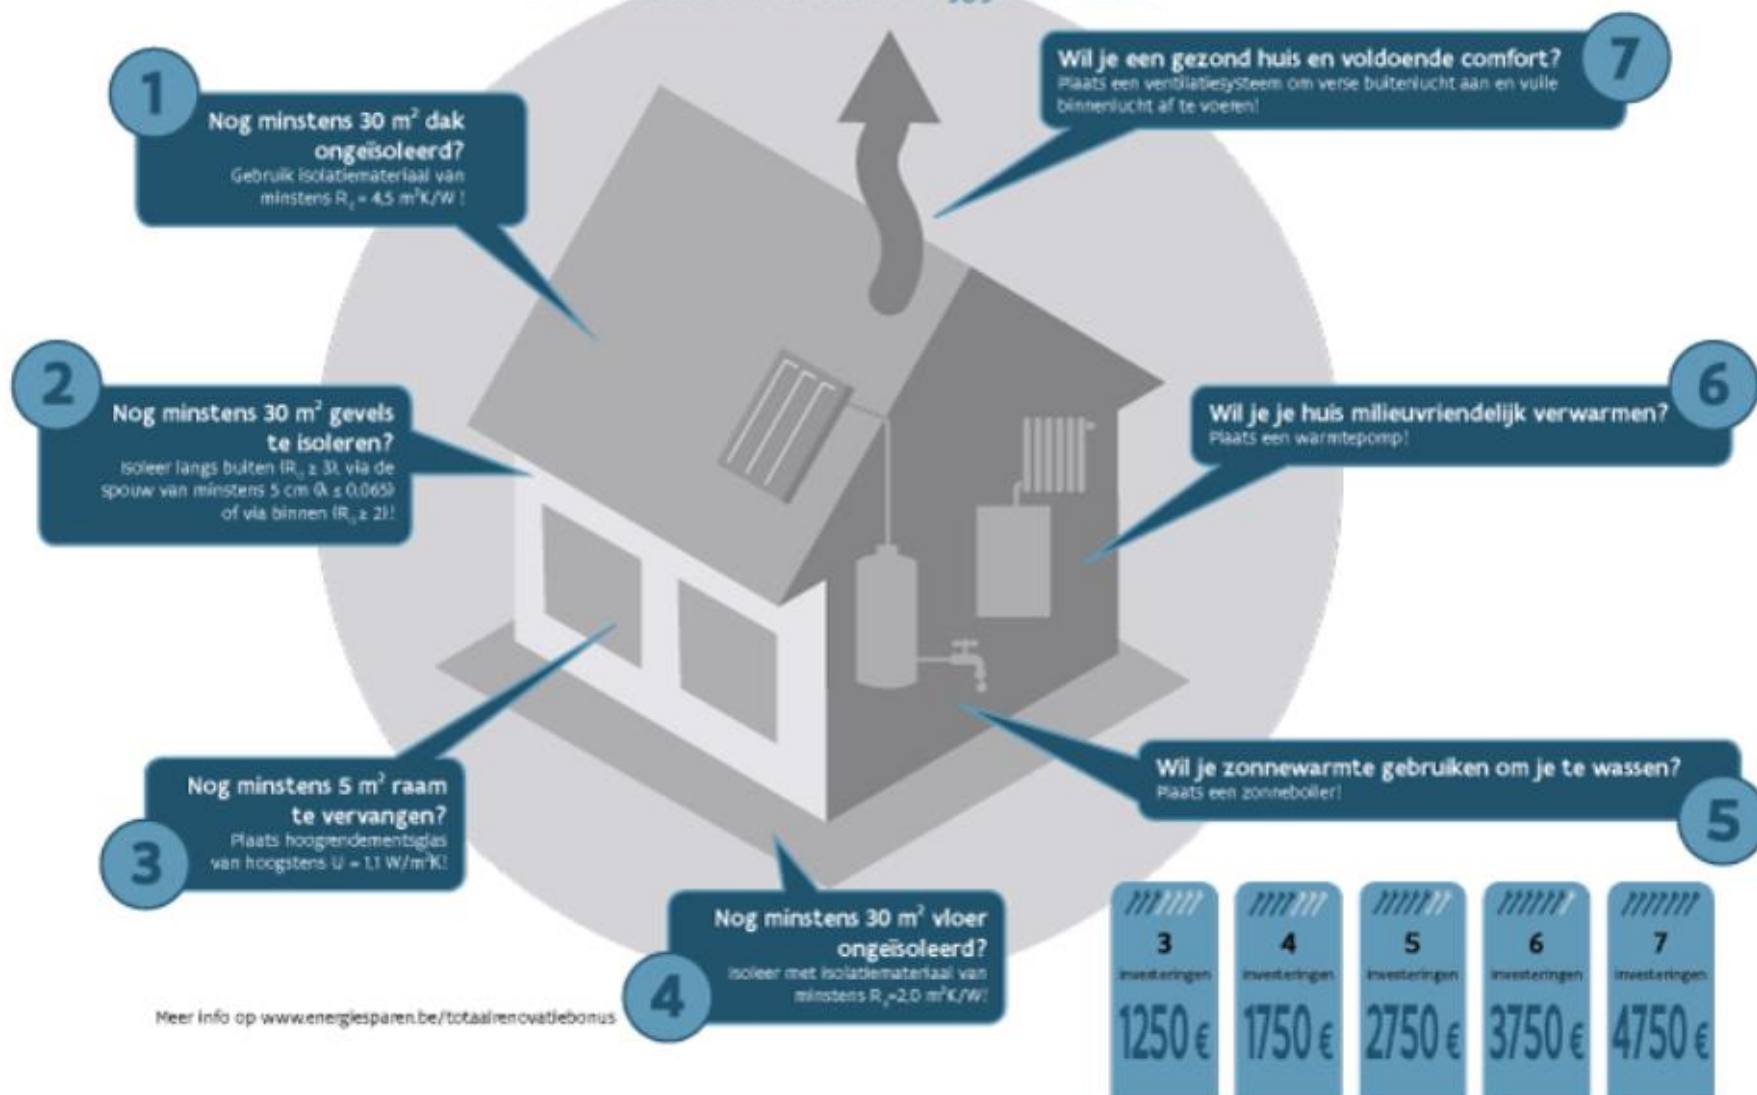 1
Nog minstens 30 m² dak
ongeïsoleerd?
Gebruik isolatiemateriaal van
minstens R = 4,5 m²K/W !
2
Nog minstens 30 m² gevels
te isoleren?
Isoleer langs buiten (R ≥ 3), via de
spouw van minstens 5 cm (λ ≤ 0,065)
of via binnen (R ≥ 2)!
3
Nog minstens 5 m² raam
te vervangen?
Plaats hoogrendementsglas
van hoogstens U = 1,1 W/m²K!
4
Nog minstens 30 m² vloer
ongeïsoleerd?
Isoleer met isolatiemateriaal van
minstens R =2,0 m²K/W!
Wil je zonnewarmte gebruiken om je te wassen?
Plaats een zonneboiler!
5
Wil je je huis milieuvriendelijk verwarmen?
Plaats een warmtepomp!
6
Wil je een gezond huis en voldoende comfort?
Plaats een ventilatiesysteem om verse buitenlucht aan en vuile
binnenlucht af te voeren!
7
3
investeringen
1250 €
4
investeringen
1750 €
5
investeringen
2750 €
6
investeringen
3750 €
7
investeringen
4750 €
Meer info op www.energiesparen.be/totaalrenovatiebonus